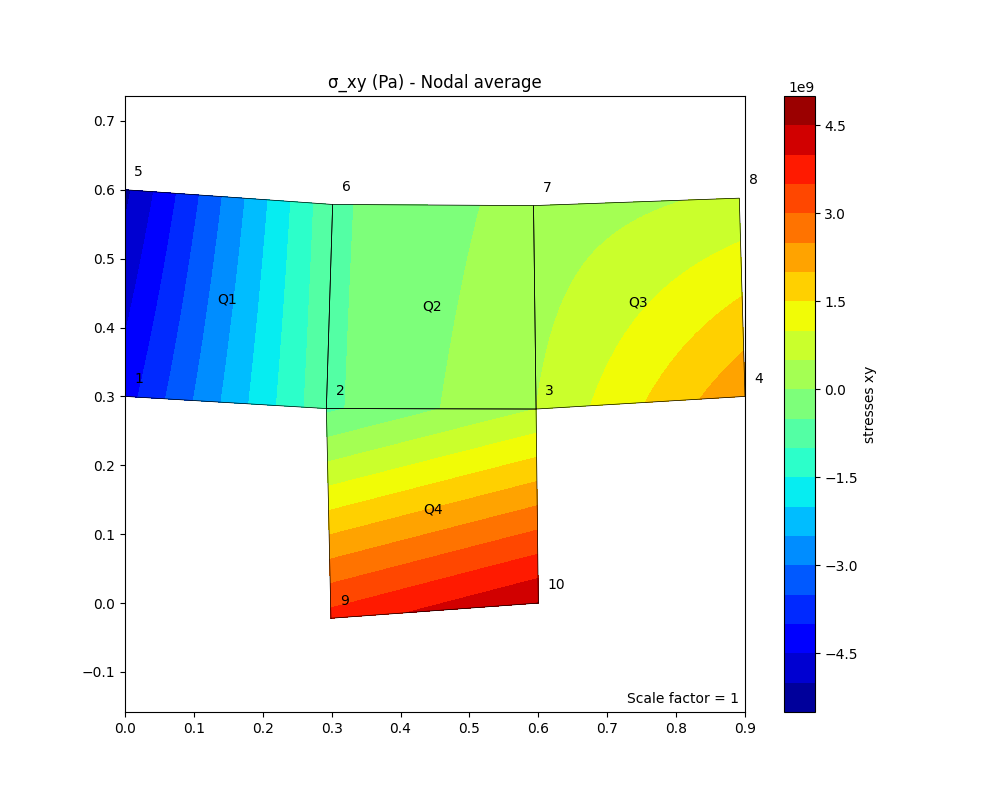 σ_xy (Pa) - Nodal average
1e9
0.7
0.6
0.5
0.4
0.3
0.2
0.1
0.0
−0.1
0.0 0.1 0.2 0.3 0.4 0.5 0.6 0.7 0.8 0.9
5
6
7
8
Q1
Q2
Q3
1
2
3
4
Q4
9
10
Scale factor = 1
4.5
3.0
1.5
0.0
−1.5
−3.0
−4.5
stresses xy